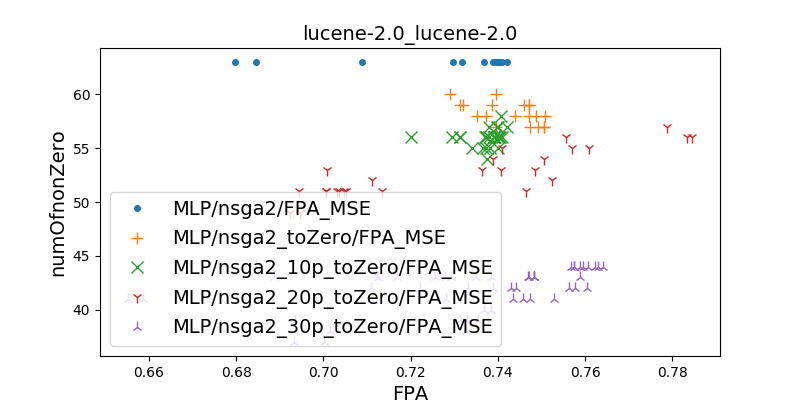 lucene-2.0_lucene-2.0
numOfnonZero
60
55
50
45
40
MLP/nsga2/FPA_MSE
MLP/nsga2_toZero/FPA_MSE
MLP/nsga2_10p_toZero/FPA_MSE
MLP/nsga2_20p_toZero/FPA_MSE
MLP/nsga2_30p_toZero/FPA_MSE
0.66 0.68 0.70 0.72 0.74 0.76 0.78
FPA